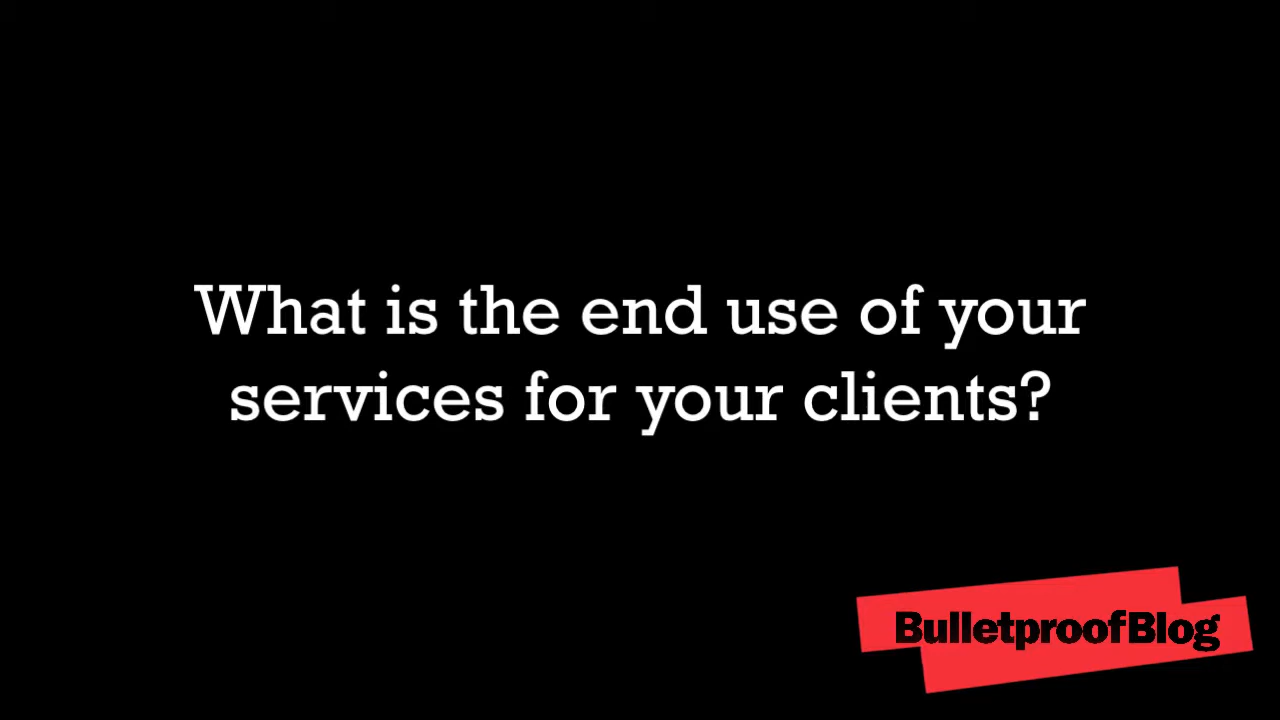 What is the end use of your
services for your clients?
BulletproofBlog